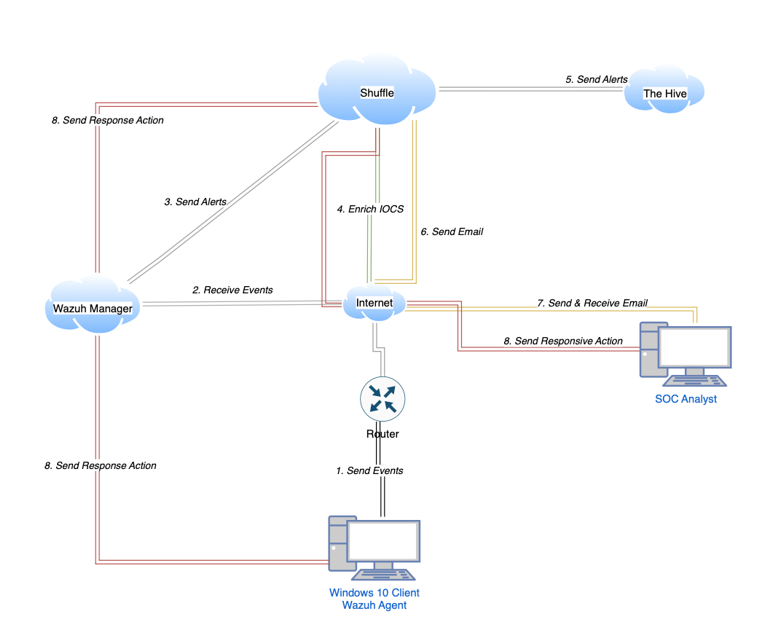 5. Send Alerts
Shuffle
The Hive
8. Send Response Action
3. Send Alerts
4. Enrich IOCS
6. Send Email
2. Receive Events
Internet
7. Send & Receive Email
Wazuh Manager
8. Send Responsive Action
SOC Analyst
Router
8. Send Response Action
1. Send Events
Windows 10 Client
Wazuh Agent